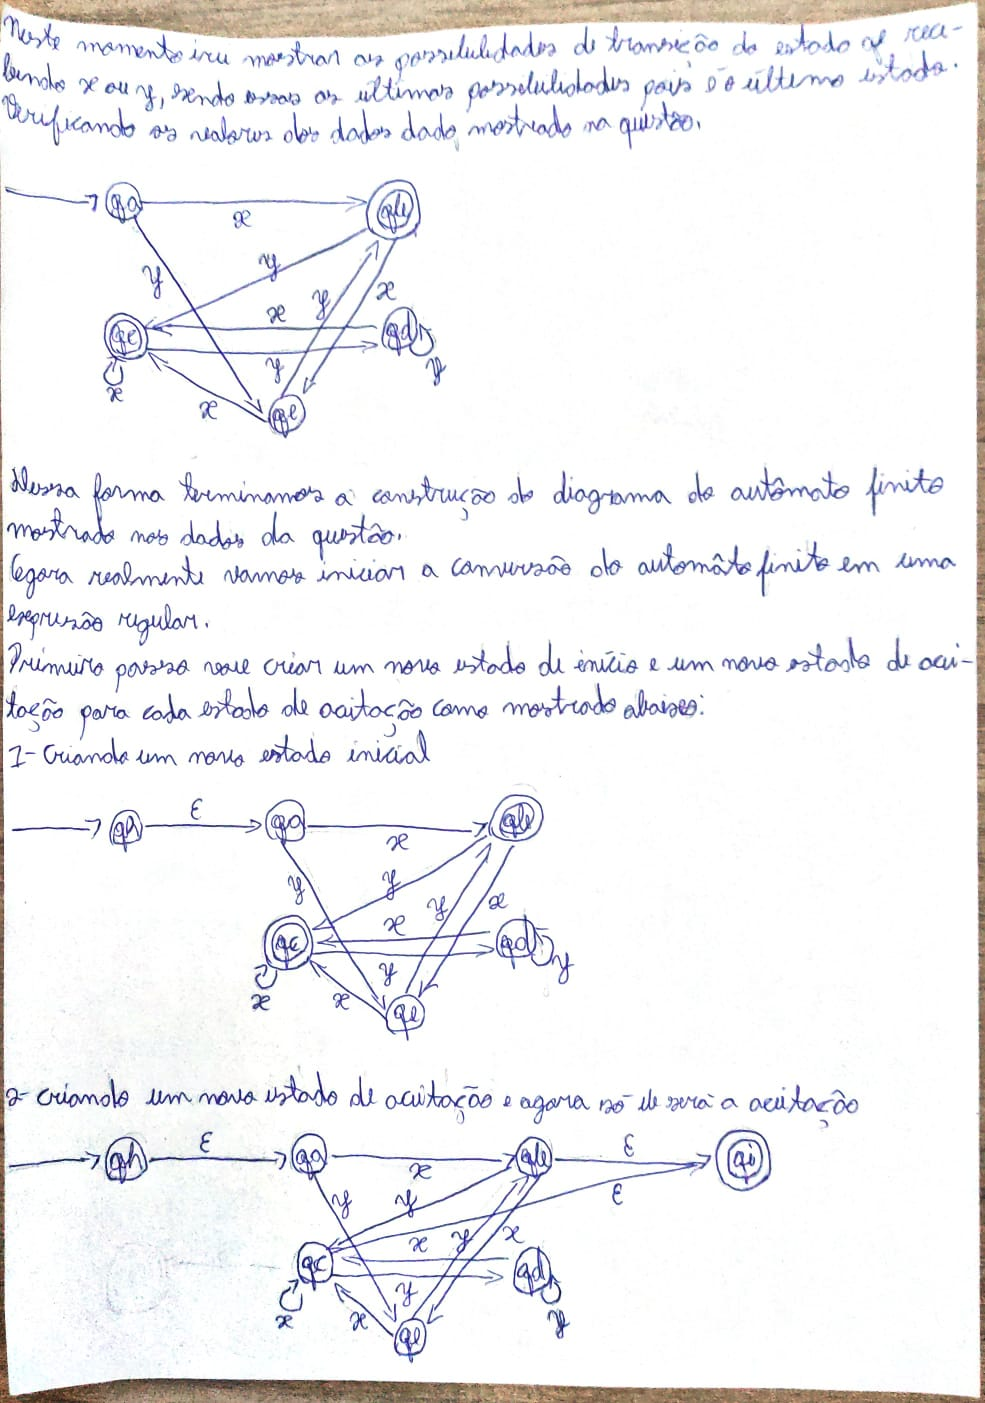 Neste momento irei mostrar as possibilidades de transição do estado qe rece-
bendo x ou y, sendo essas as últimas possibilidades pois é o último estado.
Verificando os valores dos dados dado mostrado na questão.
qa x qb
y y x y x
qc qd
y y
x x qe
Dessa forma terminamos a construção do diagrama do autômato finito
mostrado nos dados da questão.
Agora realmente vamos iniciar a conversão do automâto finito em uma
expressão regular.
Primeiro passo vou criar um novo estado de início e um novo estado de acei-
tação para cada estado de aceitação como mostrado abaixo:
1- Criando um novo estado inicial
qh ε qa x qb
y y x y x
qc qd
y y
x x qe
2- criando um novo estado de aceitação e agora só ele será a aceitação
qh ε qa x qb ε qi
y y ε
x y x
qc qd
y
x x qe y